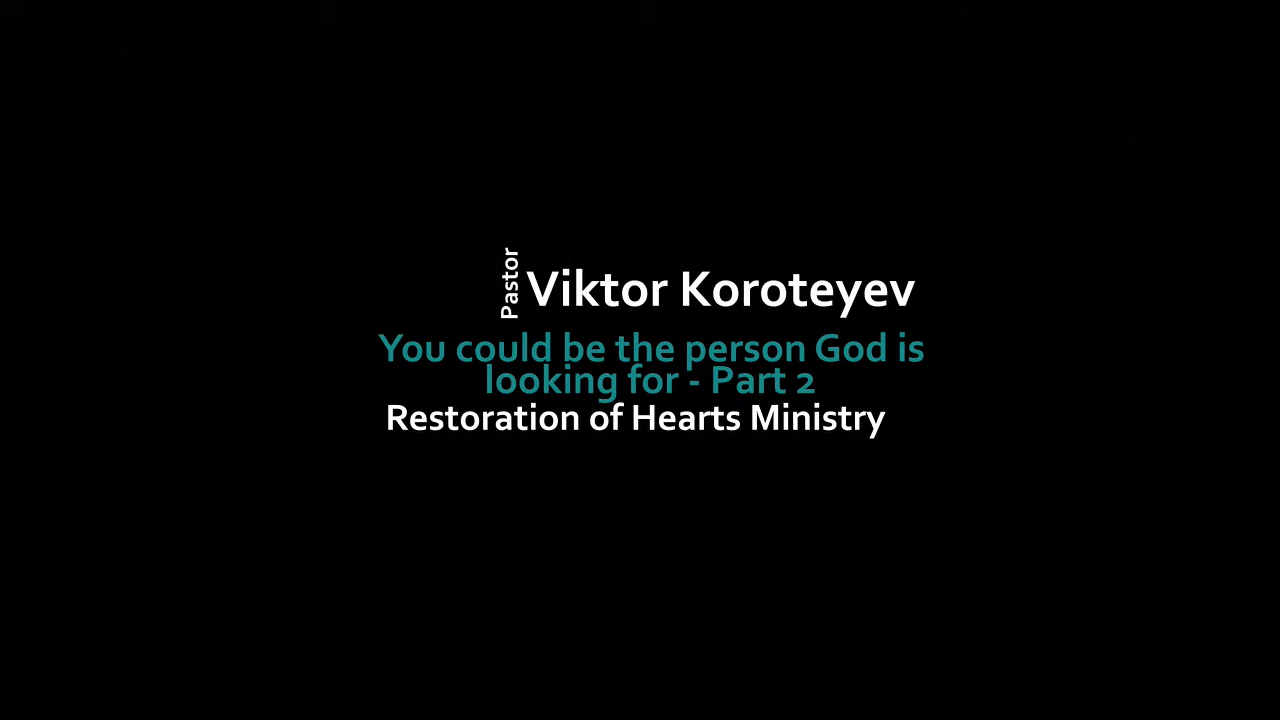 Pastor
Viktor Koroteyev
You could be the person God is
looking for - Part 2
Restoration of Hearts Ministry